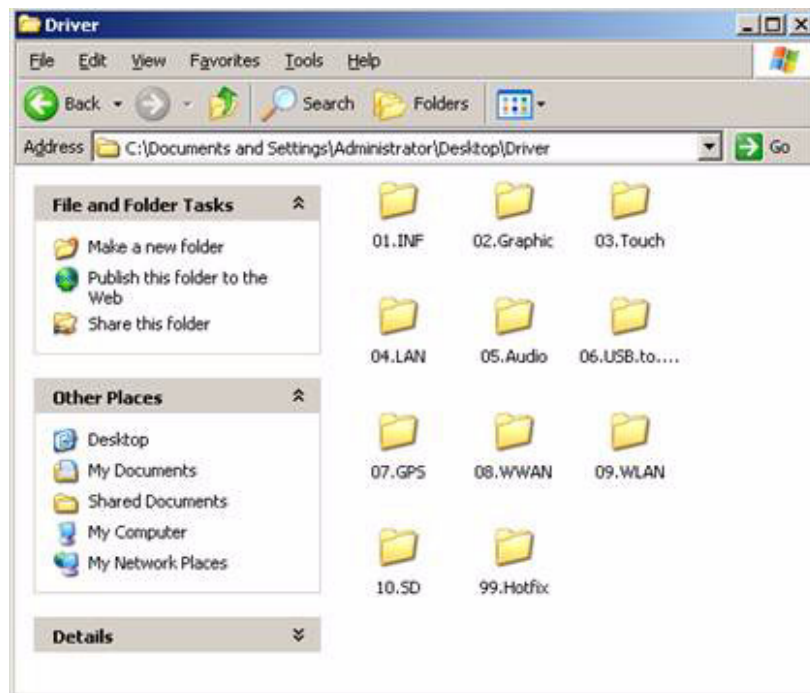 Driver
File Edit View Favorites Tools Help
Back Search Folders
Address C:\Documents and Settings\Administrator\Desktop\Driver Go
File and Folder Tasks
Make a new folder
Publish this folder to the
Web
Share this folder
Other Places
Desktop
My Documents
Shared Documents
My Computer
My Network Places
Details
01.INF 02.Graphic 03.Touch
04.LAN 05.Audio 06.USB.to....
07.GPS 08.WWAN 09.WLAN
10.SD 99.Hotfix